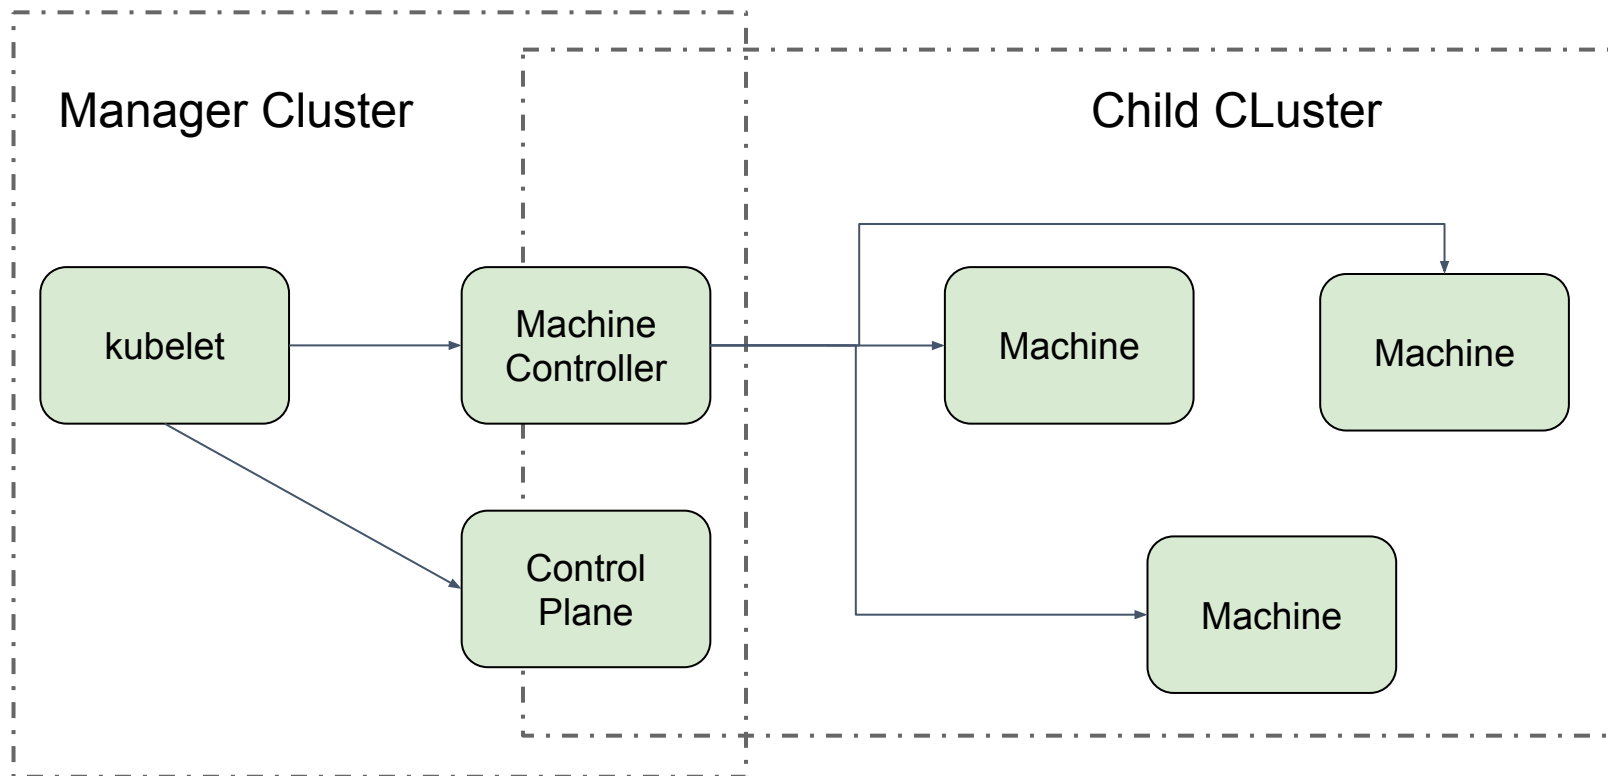 Manager Cluster
Child CLuster
kubelet
Machine
Controller
Machine
Machine
Control
Plane
Machine